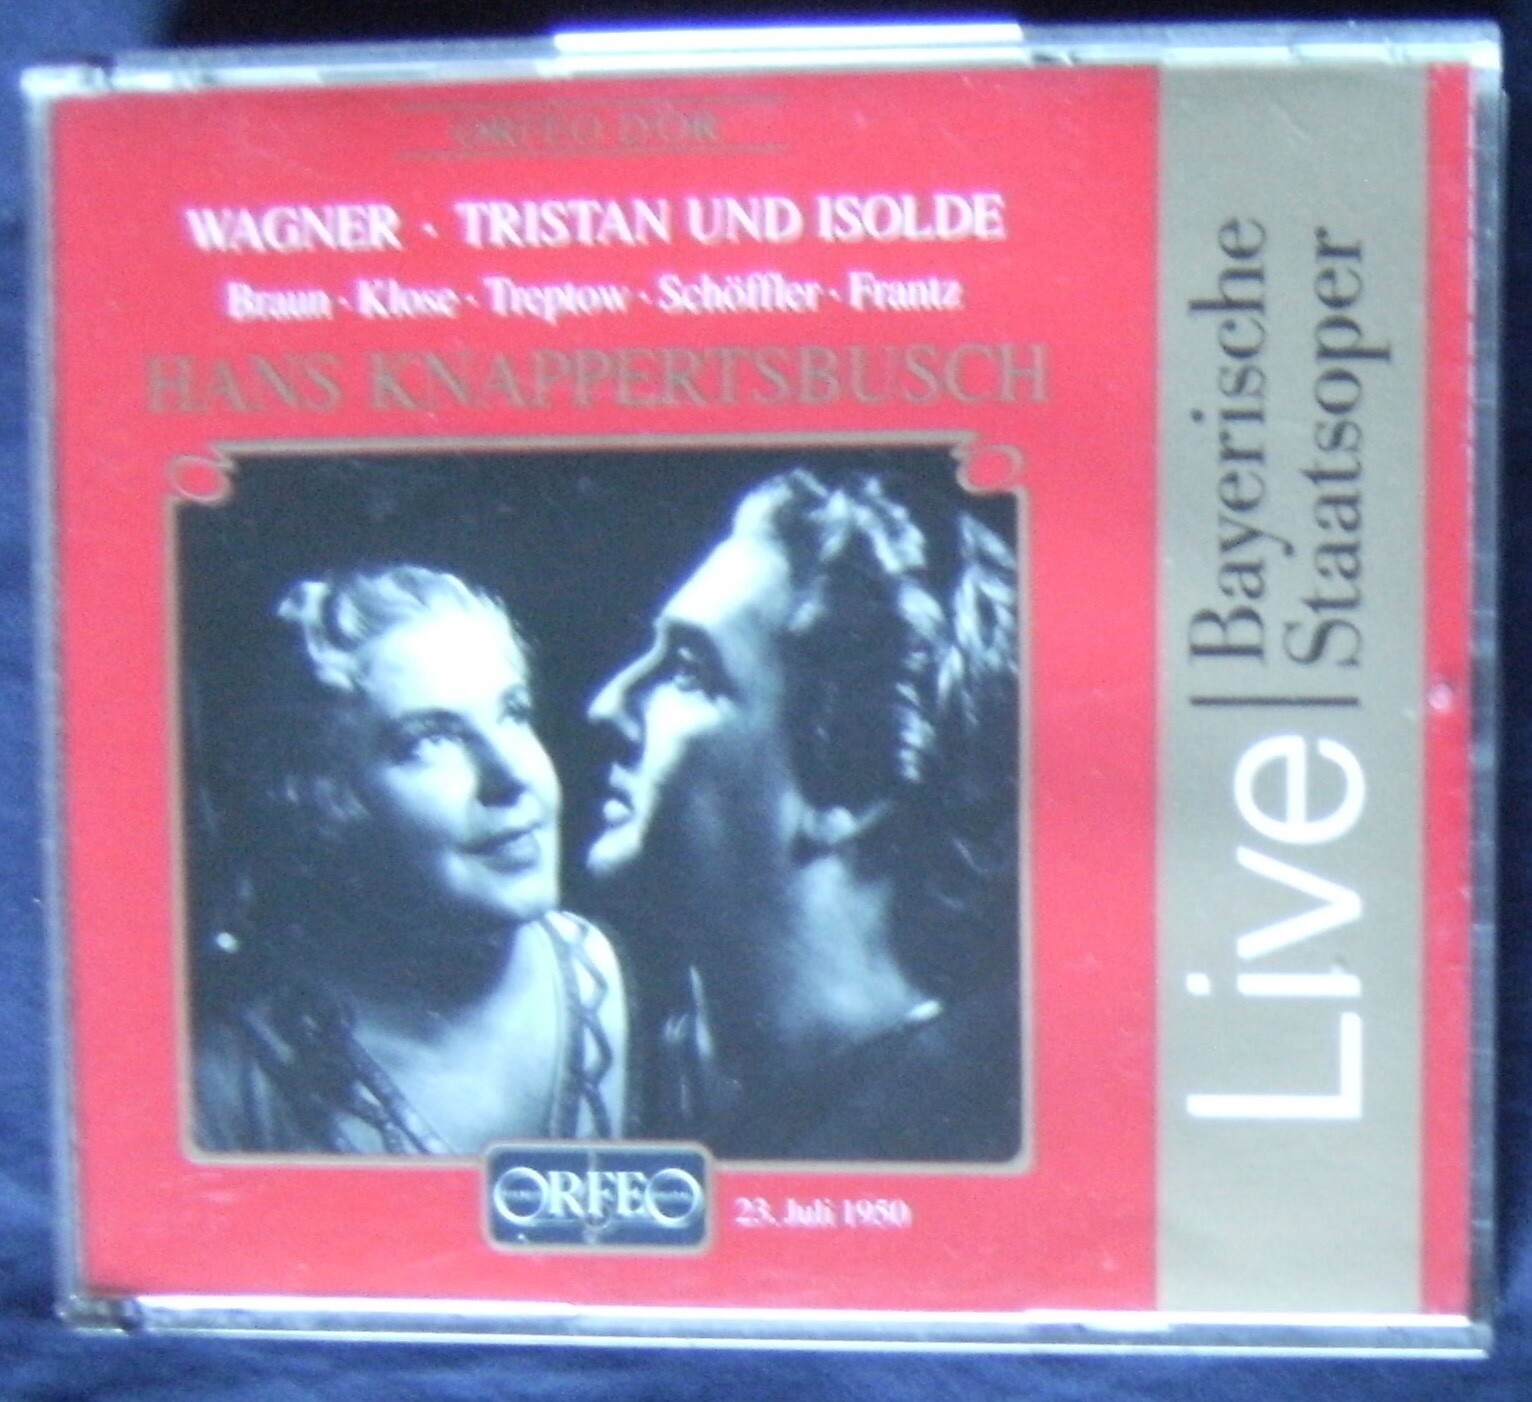 ORFEO D'OR
WAGNER · TRISTAN UND ISOLDE
Braun · Klose · Treptow · Schöffler · Frantz
HANS KNAPPERTSBUSCH
ORFEO
23. Juli 1950
Live | Bayerische
Staatsoper